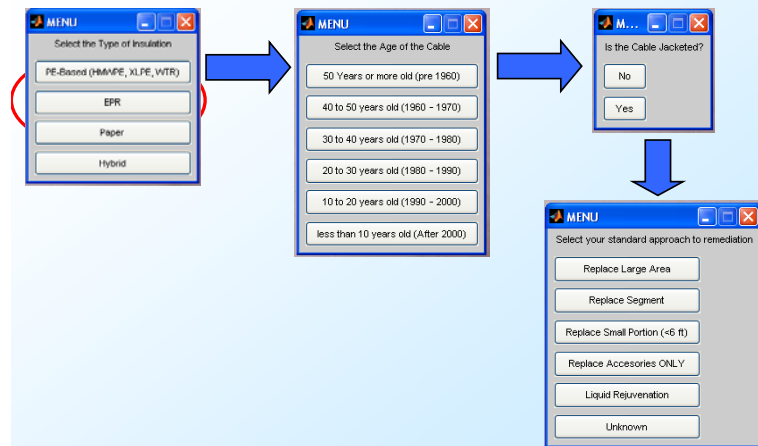 MENU
Select the Type of Insulation
PE-Based (HMWPE, XLPE, WTR)
EPR
Paper
Hybrid
MENU
Select the Age of the Cable
50 Years or more old (pre 1960)
40 to 50 years old (1960 - 1970)
30 to 40 years old (1970 - 1980)
20 to 30 years old (1980 - 1990)
10 to 20 years old (1990 - 2000)
less than 10 years old (After 2000)
M...
Is the Cable Jacketed?
No
Yes
MENU
Select your standard approach to remediation
Replace Large Area
Replace Segment
Replace Small Portion (<6 ft)
Replace Accesories ONLY
Liquid Rejuvenation
Unknown